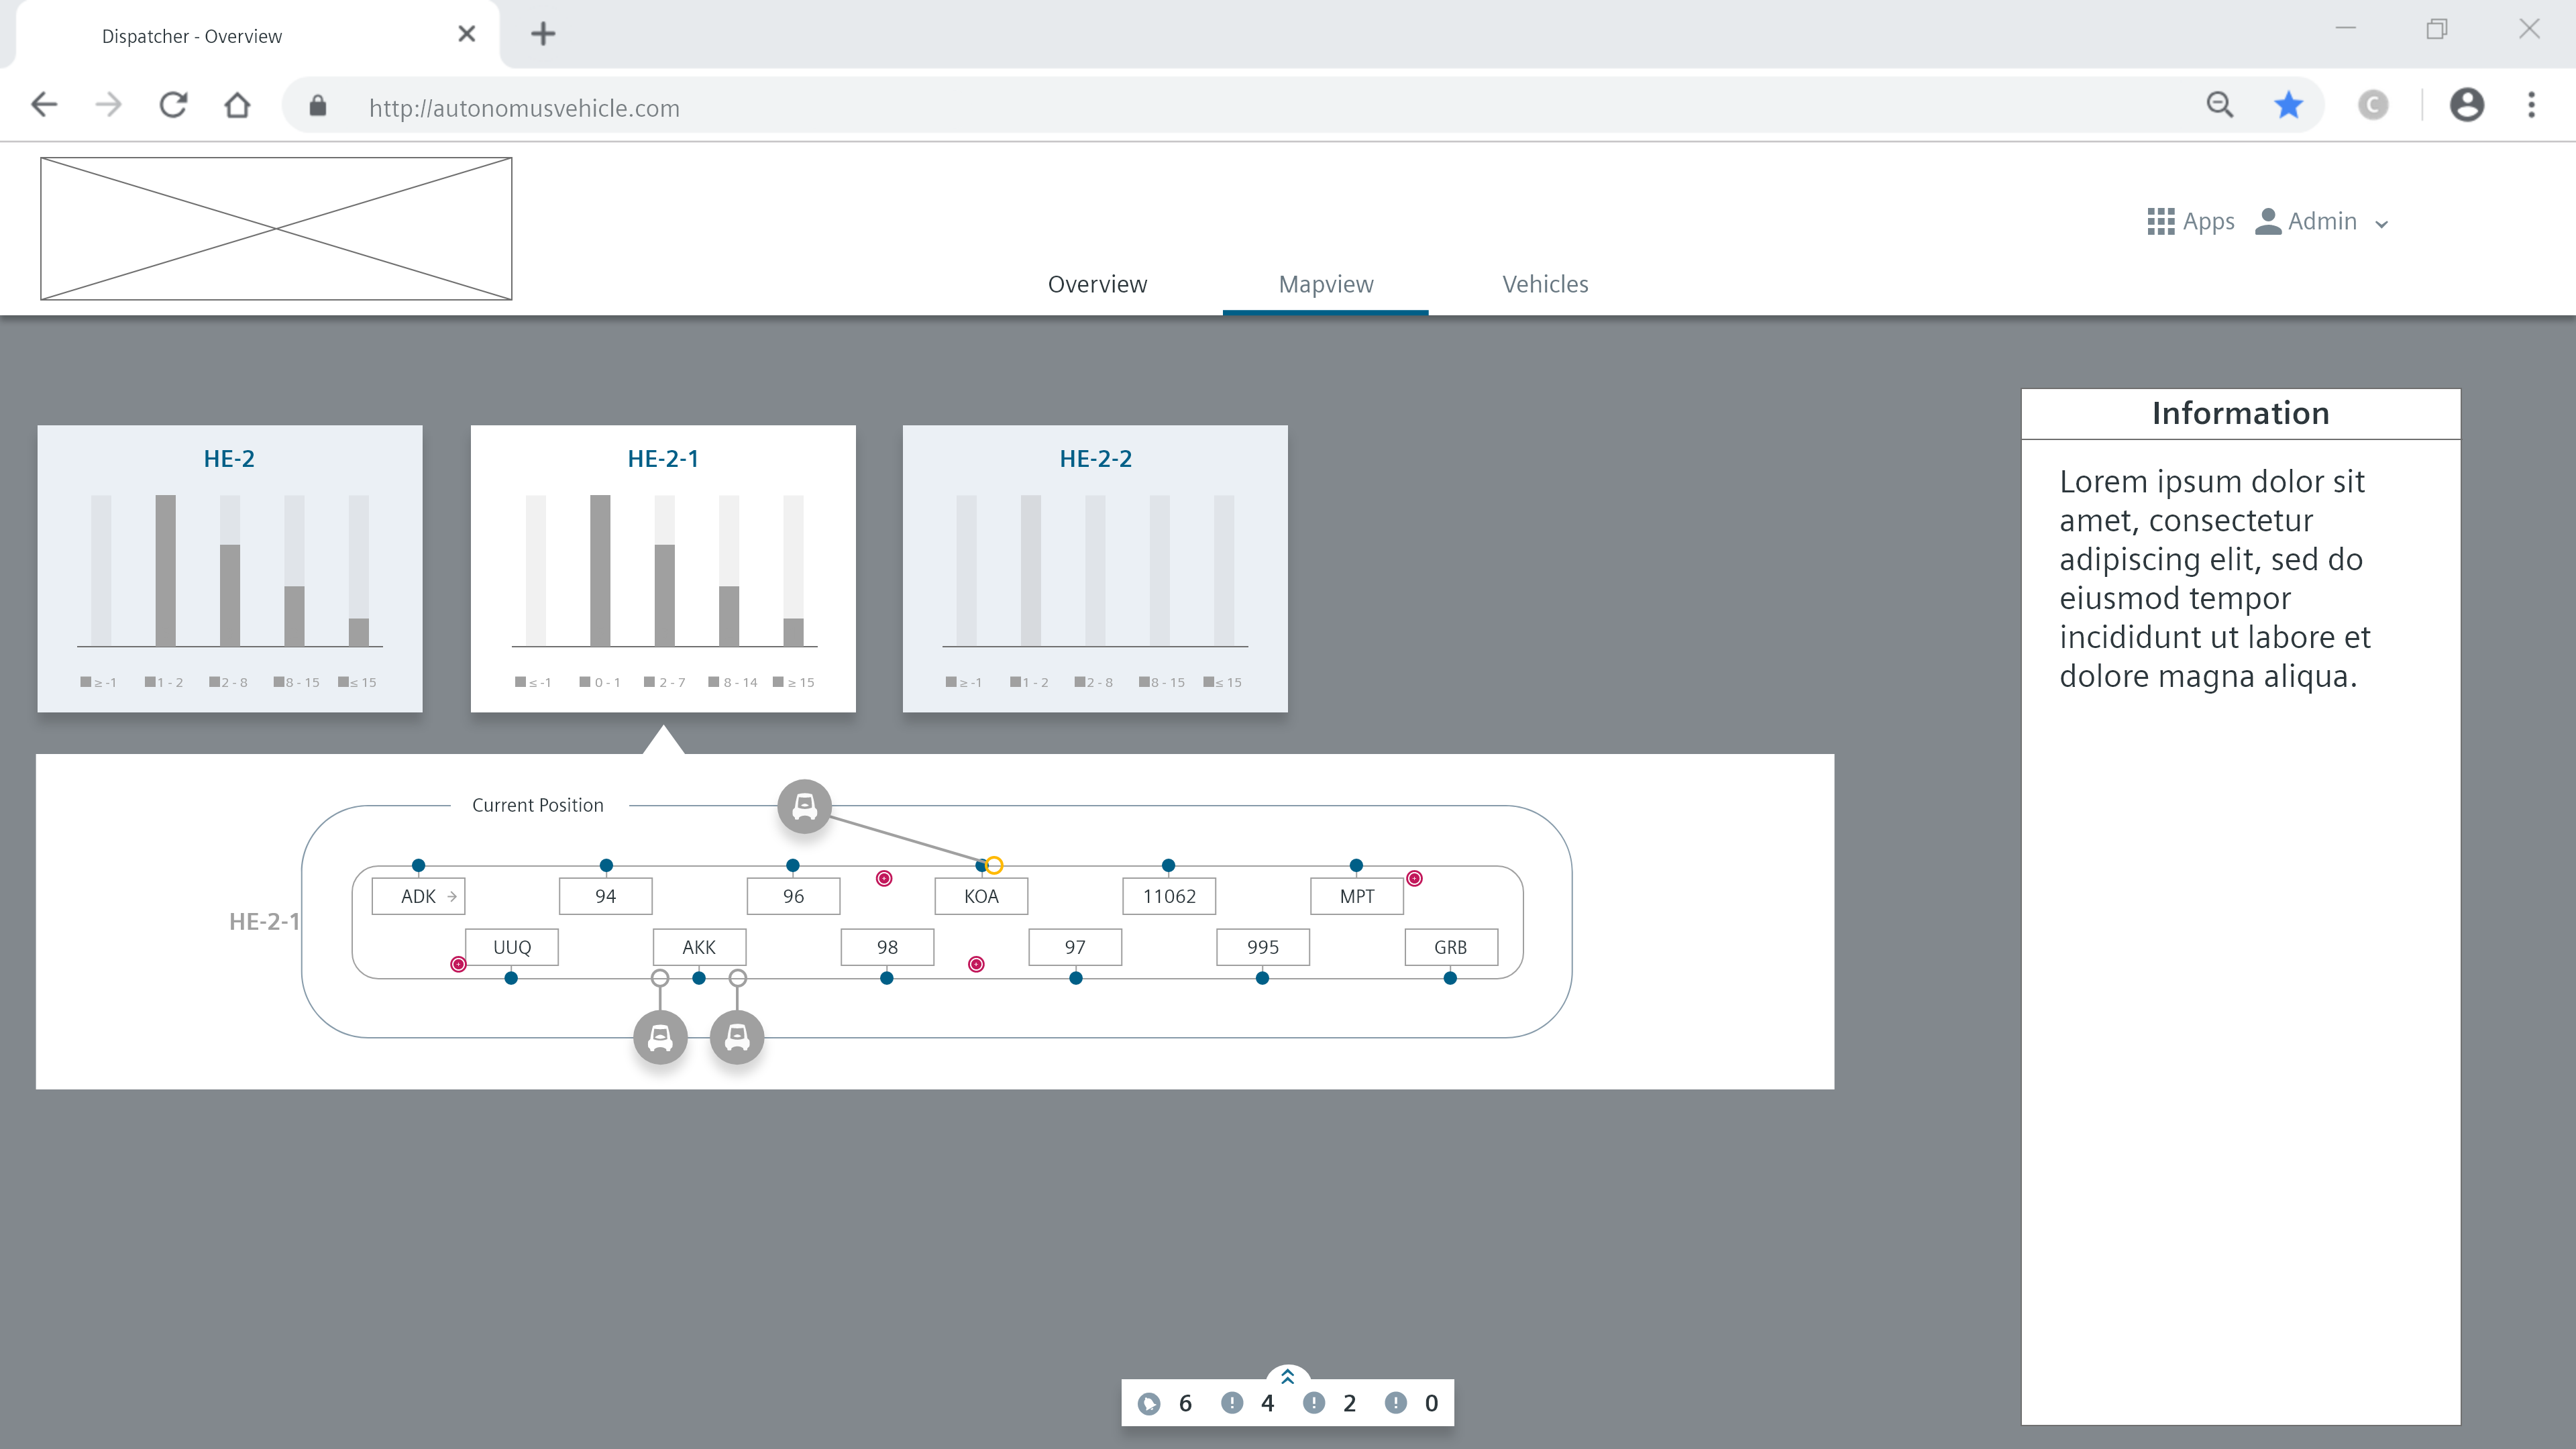 Dispatcher - Overview
http://autonomusvehicle.com
C
Apps
Admin
Overview
Mapview
Vehicles
HE-2
≥ -1
1 - 2
2 - 8
8 - 15
≤ 15
HE-2-1
≤ -1
0 - 1
2 - 7
8 - 14
≥ 15
HE-2-2
≥ -1
1 - 2
2 - 8
8 - 15
≤ 15
Information
Lorem ipsum dolor sit
amet, consectetur
adipiscing elit, sed do
eiusmod tempor
incididunt ut labore et
dolore magna aliqua.
Current Position
HE-2-1
ADK →
94
96
KOA
11062
MPT
UUQ
AKK
98
97
995
GRB
6 ! 4 ! 2 ! 0